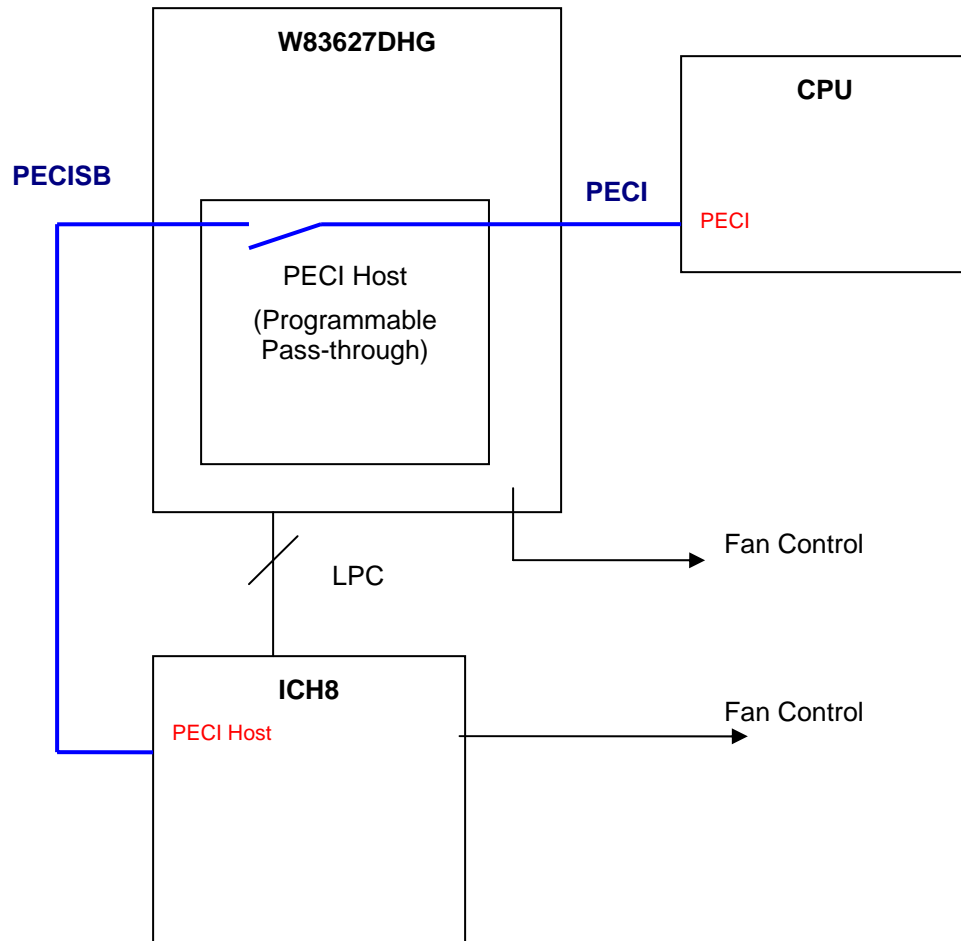 W83627DHG
CPU
PECISB
PECI
PECI
PECI Host
(Programmable
Pass-through)
Fan Control
LPC
ICH8
Fan Control
PECI Host